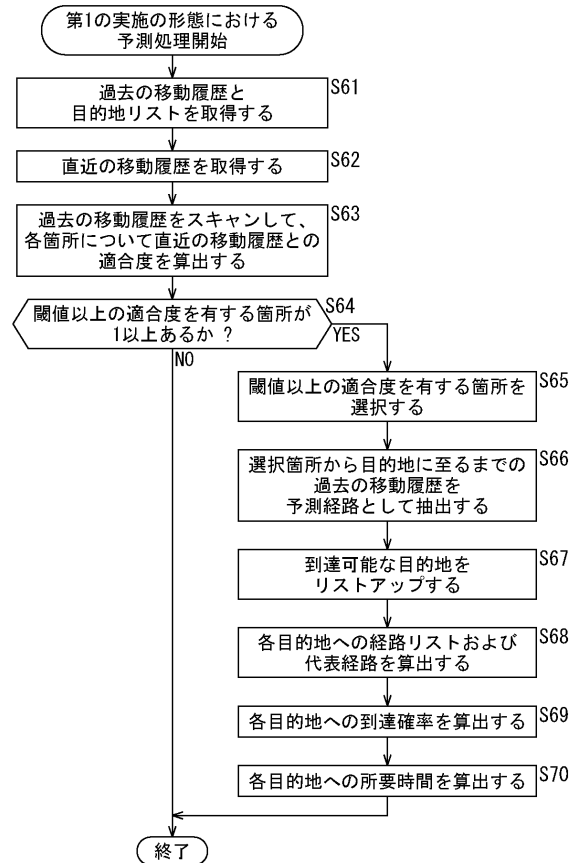 第1の実施の形態における
予測処理開始
S61
過去の移動履歴と
目的地リストを取得する
S62
直近の移動履歴を取得する
S63
過去の移動履歴をスキャンして、
各箇所について直近の移動履歴との
適合度を算出する
S64
閾値以上の適合度を有する箇所が
1以上あるか ?
YES
NO
S65
閾値以上の適合度を有する箇所を
選択する
S66
選択箇所から目的地に至るまでの
過去の移動履歴を
予測経路として抽出する
S67
到達可能な目的地を
リストアップする
S68
各目的地への経路リストおよび
代表経路を算出する
S69
各目的地への到達確率を算出する
S70
各目的地への所要時間を算出する
終了